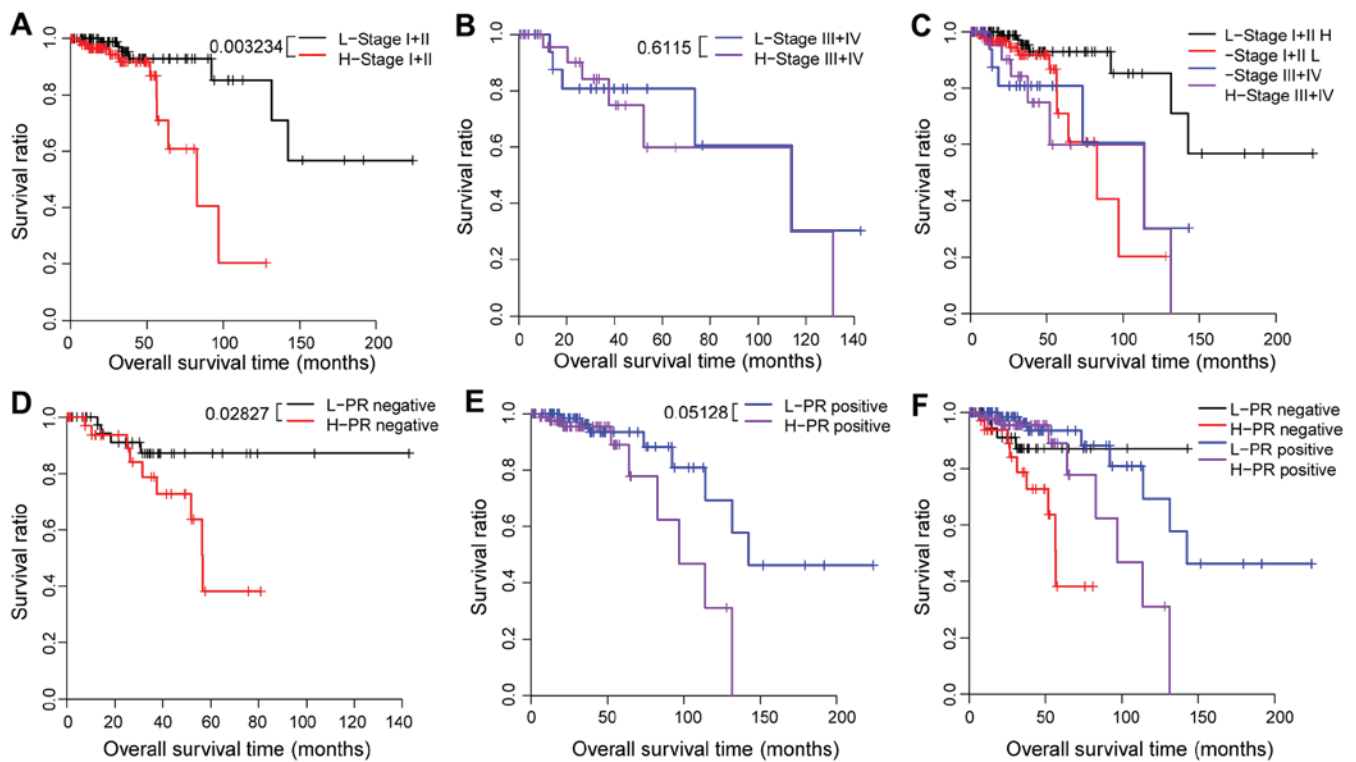 A
0.003234
L-Stage I+II
H-Stage I+II
Survival ratio
0.0 0.2 0.4 0.6 0.8 1.0
0 50 100 150 200
Overall survival time (months)
B
0.6115
L-Stage III+IV
H-Stage III+IV
Survival ratio
0.0 0.2 0.4 0.6 0.8 1.0
0 20 40 60 80 100 120 140
Overall survival time (months)
C
L-Stage I+II H
-Stage I+II L
-Stage III+IV
H-Stage III+IV
Survival ratio
0.0 0.2 0.4 0.6 0.8 1.0
0 50 100 150 200
Overall survival time (months)
D
0.02827
L-PR negative
H-PR negative
Survival ratio
0.0 0.2 0.4 0.6 0.8 1.0
0 20 40 60 80 100 120 140
Overall survival time (months)
E
0.05128
L-PR positive
H-PR positive
Survival ratio
0.0 0.2 0.4 0.6 0.8 1.0
0 50 100 150 200
Overall survival time (months)
F
L-PR negative
H-PR negative
L-PR positive
H-PR positive
Survival ratio
0.0 0.2 0.4 0.6 0.8 1.0
0 50 100 150 200
Overall survival time (months)